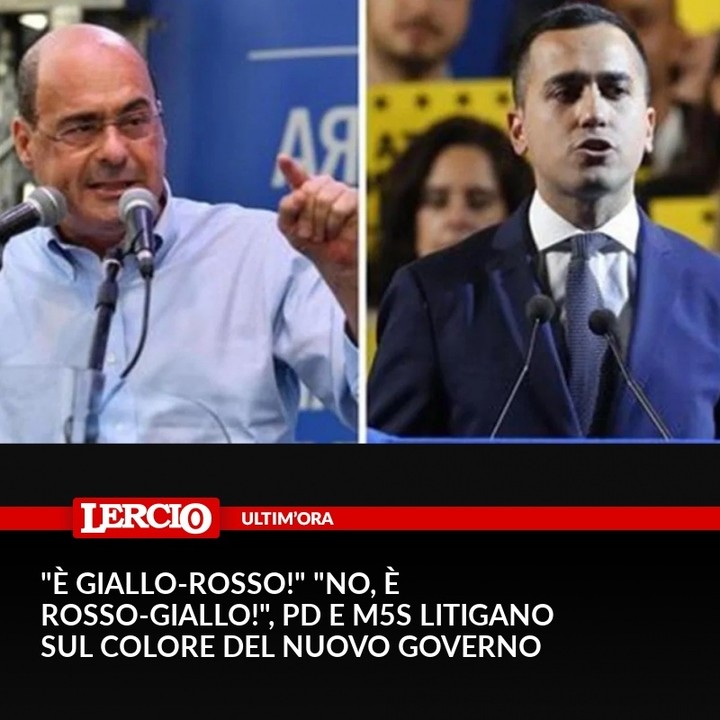 LERCIO ULTIM'ORA
"È GIALLO-ROSSO!" "NO, È
ROSSO-GIALLO!", PD E M5S LITIGANO
SUL COLORE DEL NUOVO GOVERNO